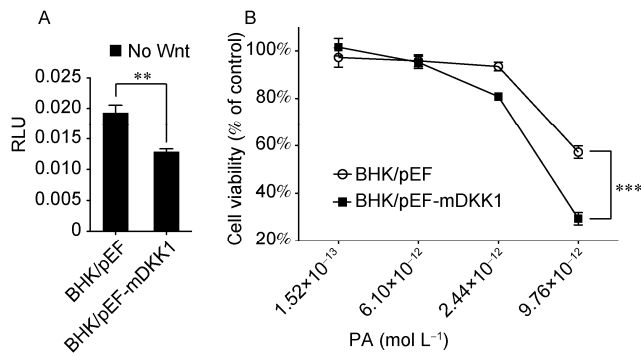 A
No Wnt
**
RLU
0.025
0.020
0.015
0.010
0.005
0
BHK/pEF
BHK/pEF-mDKK1
B
Cell viability (% of control)
100%
80%
60%
40%
20%
BHK/pEF
BHK/pEF-mDKK1
***
1.52×10⁻¹³
6.10×10⁻¹²
2.44×10⁻¹²
9.76×10⁻¹²
PA (mol L⁻¹)